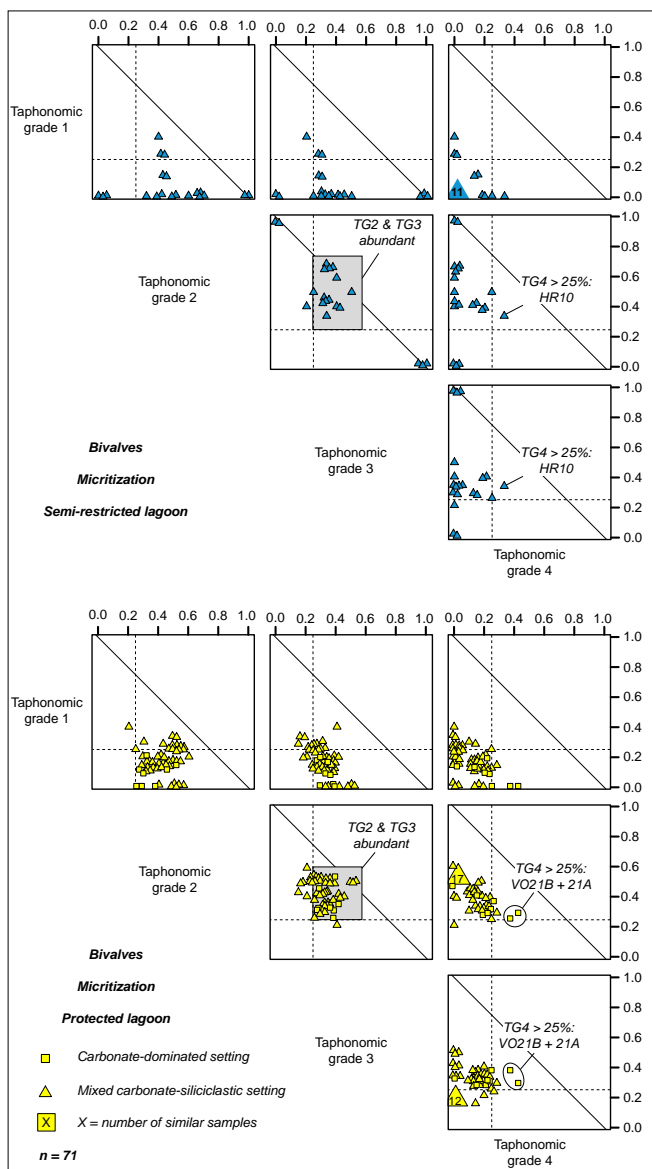 0.0 0.2 0.4 0.6 0.8 1.0 0.0 0.2 0.4 0.6 0.8 1.0 0.0 0.2 0.4 0.6 0.8 1.0
1.0
0.8
Taphonomic
grade 1
0.6
0.4
0.2
11
0.0
TG2 & TG3
abundant
1.0
0.8
Taphonomic
grade 2
TG4 > 25%:
HR10
0.6
0.4
0.2
0.0
1.0
Bivalves
Micritization
Semi-restricted lagoon
Taphonomic
grade 3
TG4 > 25%:
HR10
0.8
0.6
0.4
0.2
0.0
Taphonomic
grade 4
0.0 0.2 0.4 0.6 0.8 1.0 0.0 0.2 0.4 0.6 0.8 1.0 0.0 0.2 0.4 0.6 0.8 1.0
1.0
0.8
Taphonomic
grade 1
0.6
0.4
0.2
0.0
TG2 & TG3
abundant
1.0
0.8
Taphonomic
grade 2
17
TG4 > 25%:
VO21B + 21A
0.6
0.4
0.2
0.0
Bivalves
Micritization
Protected lagoon
Taphonomic
grade 3
TG4 > 25%:
VO21B + 21A
1.0
0.8
0.6
0.4
12
0.2
0.0
Carbonate-dominated setting
Mixed carbonate-siliciclastic setting
X X = number of similar samples
n = 71
Taphonomic
grade 4